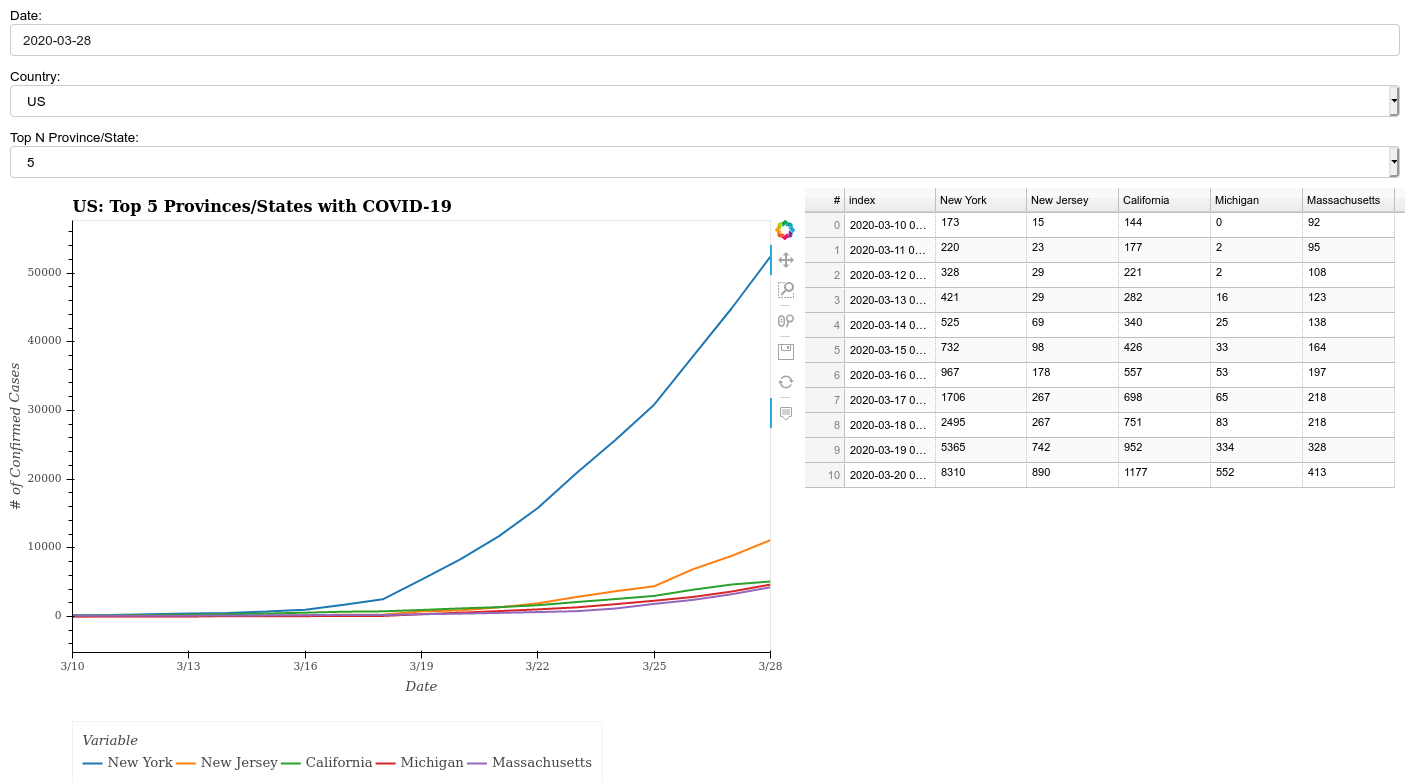 Date:
2020-03-28
Country:
US
Top N Province/State:
5
US: Top 5 Provinces/States with COVID-19
# of Confirmed Cases
50000
40000
30000
20000
10000
0
3/10 3/13 3/16 3/19 3/22 3/25 3/28
Date
Variable
New York New Jersey California Michigan Massachusetts
# index New York New Jersey California Michigan Massachusetts
0 2020-03-10 0... 173 15 144 0 92
1 2020-03-11 0... 220 23 177 2 95
2 2020-03-12 0... 328 29 221 2 108
3 2020-03-13 0... 421 29 282 16 123
4 2020-03-14 0... 525 69 340 25 138
5 2020-03-15 0... 732 98 426 33 164
6 2020-03-16 0... 967 178 557 53 197
7 2020-03-17 0... 1706 267 698 65 218
8 2020-03-18 0... 2495 267 751 83 218
9 2020-03-19 0... 5365 742 952 334 328
10 2020-03-20 0... 8310 890 1177 552 413